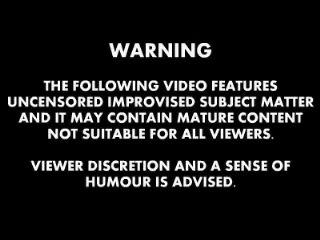 WARNING
THE FOLLOWING VIDEO FEATURES
UNCENSORED IMPROVISED SUBJECT MATTER
AND IT MAY CONTAIN MATURE CONTENT
NOT SUITABLE FOR ALL VIEWERS.
VIEWER DISCRETION AND A SENSE OF
HUMOUR IS ADVISED.